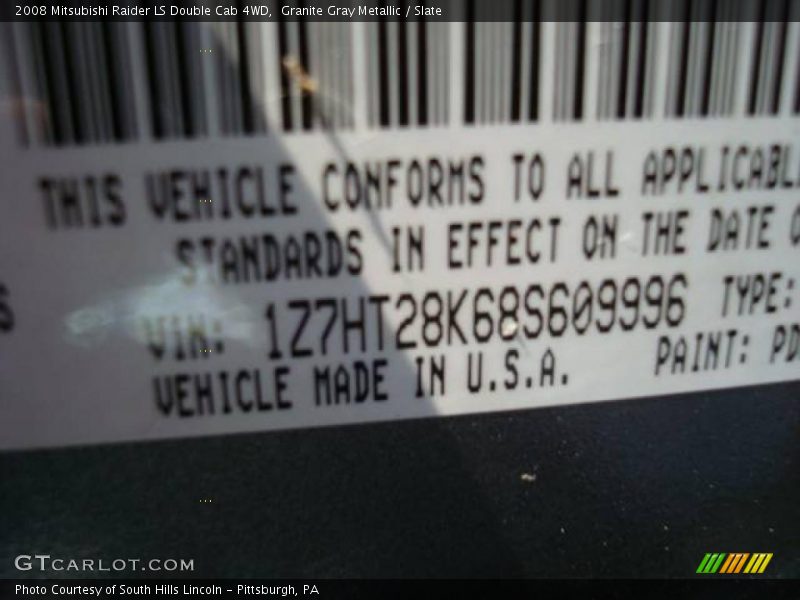 2008 Mitsubishi Raider LS Double Cab 4WD,  Granite Gray Metallic / Slate
THIS VEHICLE CONFORMS TO ALL APPLICABL
STANDARDS IN EFFECT ON THE DATE O
S
VIN: 1Z7HT28K68S609996 TYPE:
VEHICLE MADE IN U.S.A. PAINT: PD
GTCARLOT.COM
Photo Courtesy of South Hills Lincoln - Pittsburgh, PA